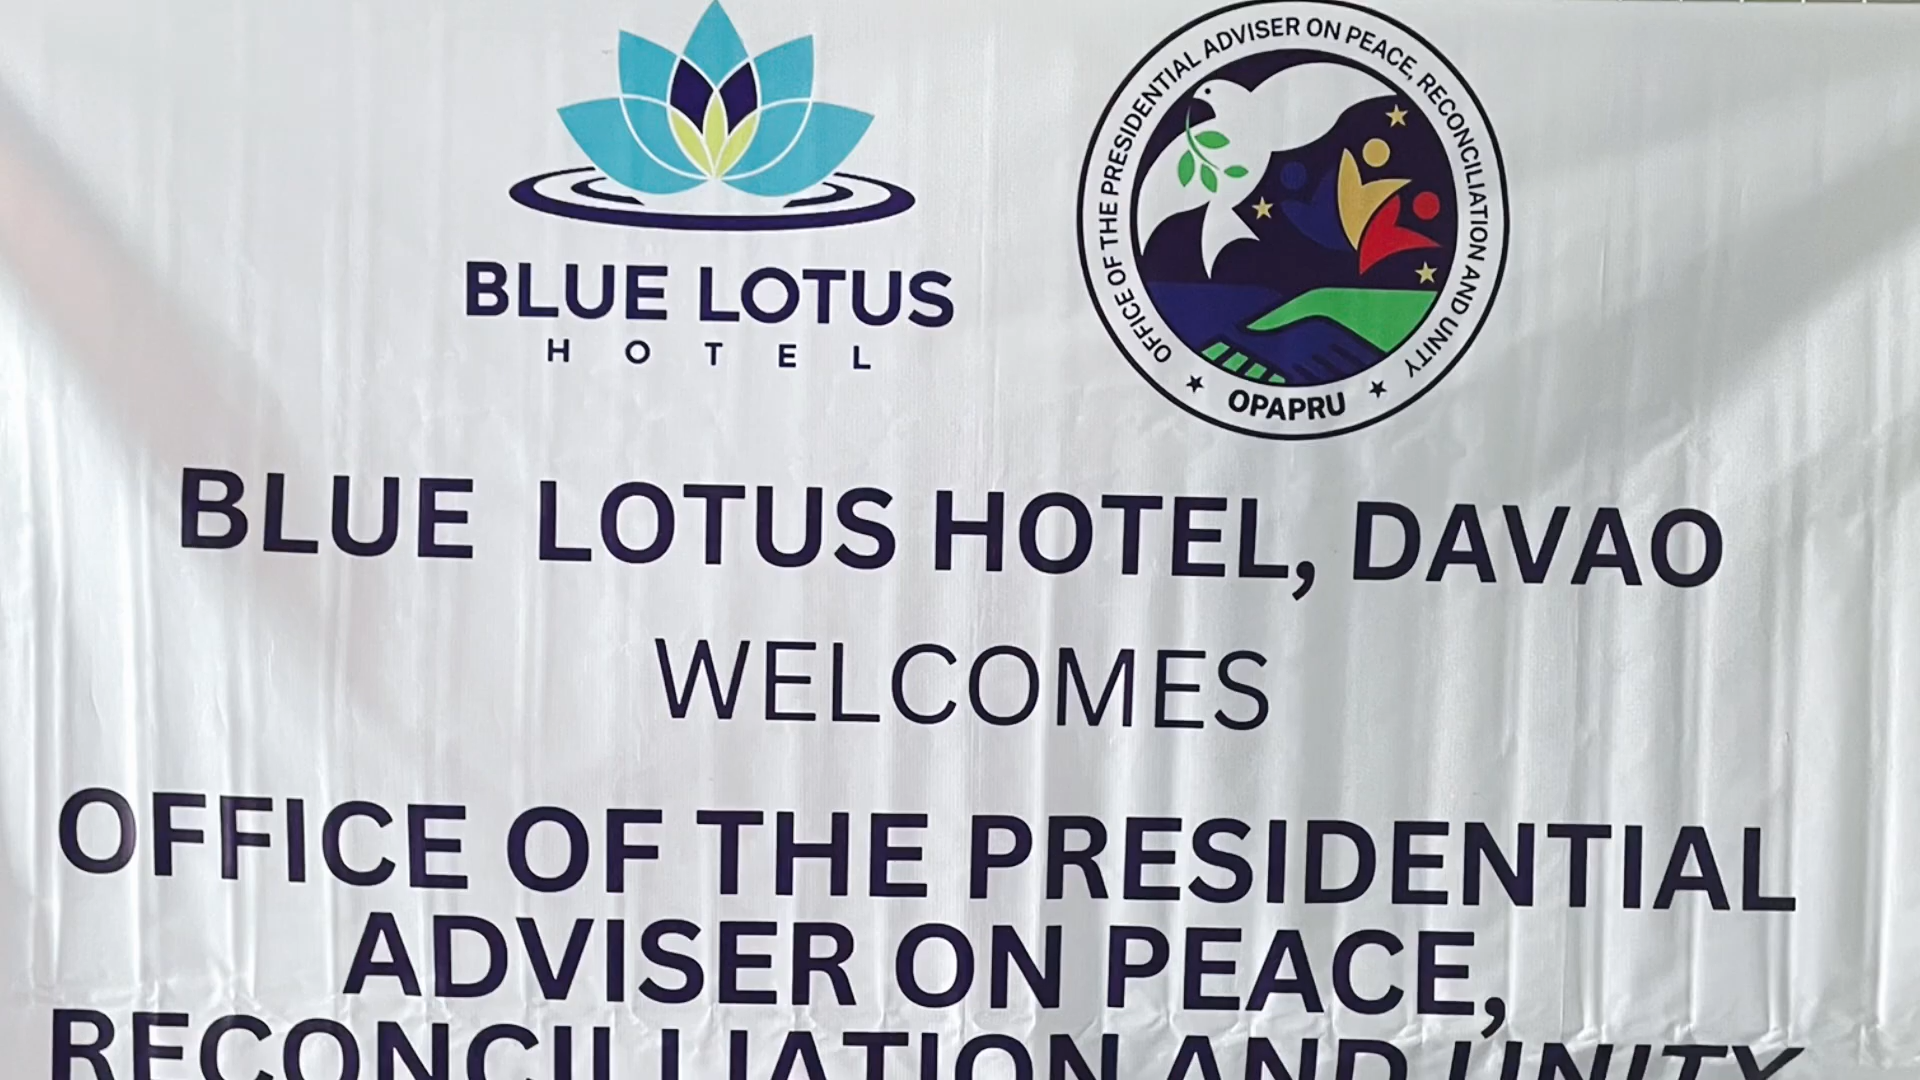 BLUE LOTUS
HOTEL
OFFICE OF THE PRESIDENTIAL ADVISER ON PEACE, RECONCILIATION AND UNITY
OPAPRU
BLUE LOTUS HOTEL, DAVAO
WELCOMES
OFFICE OF THE PRESIDENTIAL
ADVISER ON PEACE,
RECONCILLIATION AND UNITY